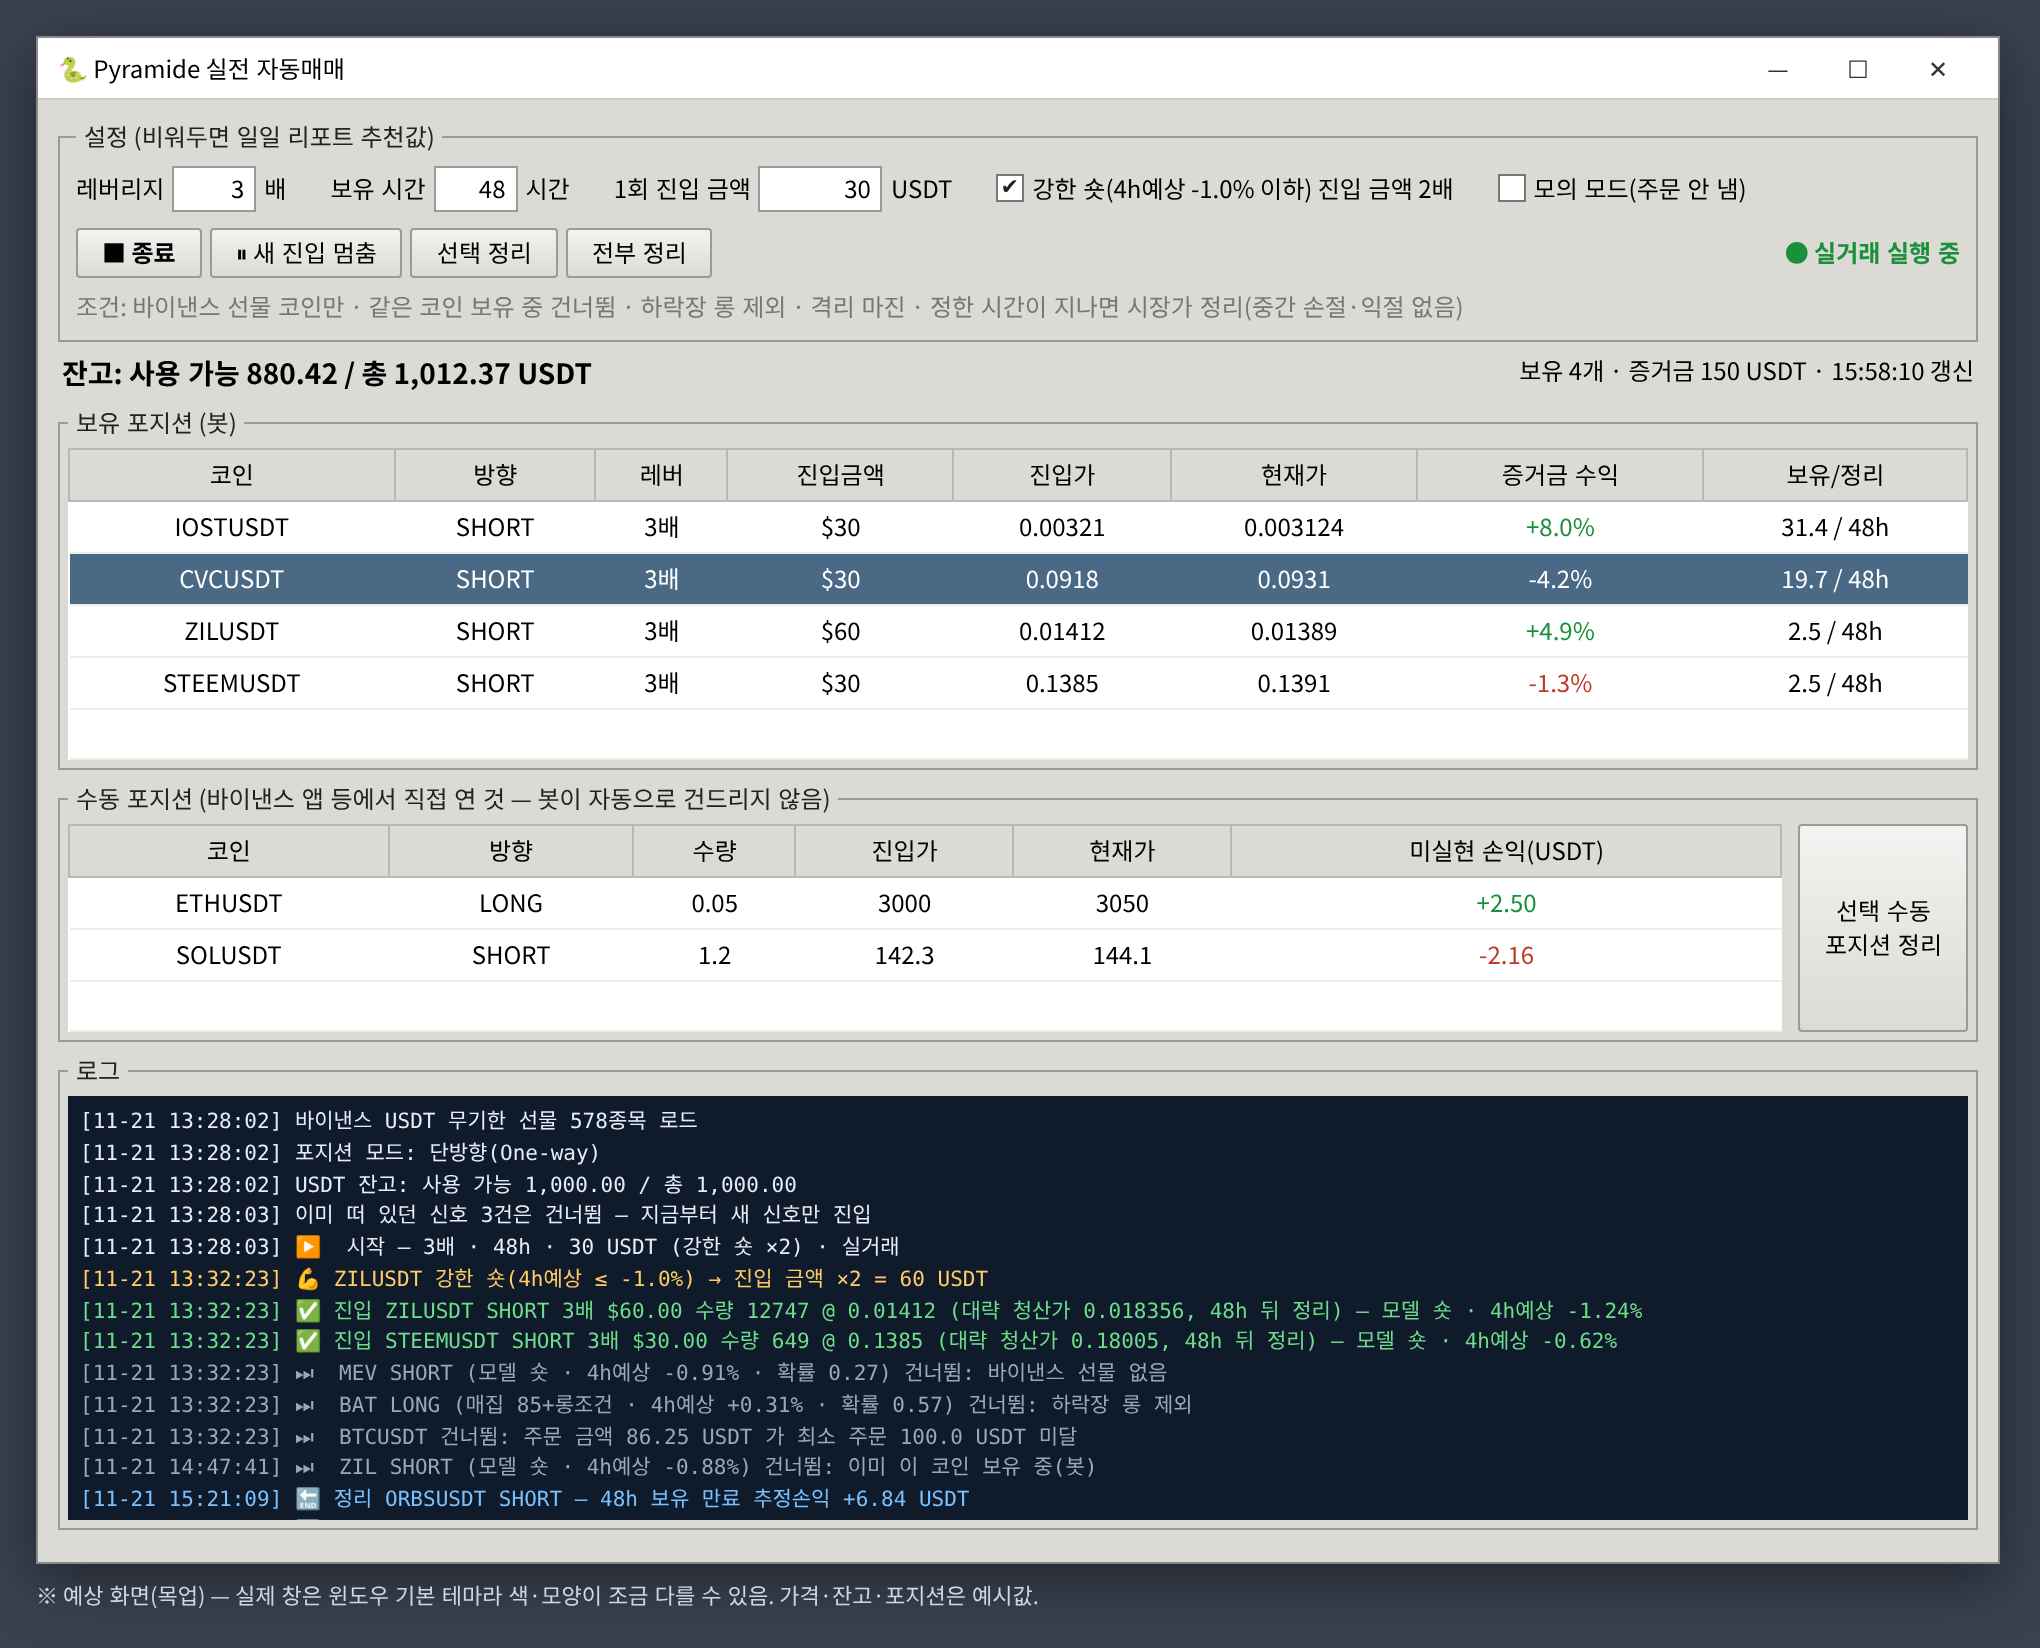 Pyramide 실전 자동매매
설정 (비워두면 일일 리포트 추천값)
레버리지 3 배 보유 시간 48 시간 1회 진입 금액 30 USDT ✔ 강한 숏(4h예상 -1.0% 이하) 진입 금액 2배 모의 모드(주문 안 냄)
■ 종료 ⏸ 새 진입 멈춤 선택 정리 전부 정리 ● 실거래 실행 중
조건: 바이낸스 선물 코인만 · 같은 코인 보유 중 건너뜀 · 하락장 롱 제외 · 격리 마진 · 정한 시간이 지나면 시장가 정리(중간 손절·익절 없음)
잔고: 사용 가능 880.42 / 총 1,012.37 USDT 보유 4개 · 증거금 150 USDT · 15:58:10 갱신
보유 포지션 (봇)
코인 방향 레버 진입금액 진입가 현재가 증거금 수익 보유/정리
IOSTUSDT SHORT 3배 $30 0.00321 0.003124 +8.0% 31.4 / 48h
CVCUSDT SHORT 3배 $30 0.0918 0.0931 -4.2% 19.7 / 48h
ZILUSDT SHORT 3배 $60 0.01412 0.01389 +4.9% 2.5 / 48h
STEEMUSDT SHORT 3배 $30 0.1385 0.1391 -1.3% 2.5 / 48h
수동 포지션 (바이낸스 앱 등에서 직접 연 것 — 봇이 자동으로 건드리지 않음)
코인 방향 수량 진입가 현재가 미실현 손익(USDT)
ETHUSDT LONG 0.05 3000 3050 +2.50
SOLUSDT SHORT 1.2 142.3 144.1 -2.16
선택 수동
포지션 정리
로그
[11-21 13:28:02] 바이낸스 USDT 무기한 선물 578종목 로드
[11-21 13:28:02] 포지션 모드: 단방향(One-way)
[11-21 13:28:02] USDT 잔고: 사용 가능 1,000.00 / 총 1,000.00
[11-21 13:28:03] 이미 떠 있던 신호 3건은 건너뜀 — 지금부터 새 신호만 진입
[11-21 13:28:03] ▶️ 시작 — 3배 · 48h · 30 USDT (강한 숏 ×2) · 실거래
[11-21 13:32:23] 💪 ZILUSDT 강한 숏(4h예상 ≤ -1.0%) → 진입 금액 ×2 = 60 USDT
[11-21 13:32:23] ✅ 진입 ZILUSDT SHORT 3배 $60.00 수량 12747 @ 0.01412 (대략 청산가 0.018356, 48h 뒤 정리) — 모델 숏 · 4h예상 -1.24%
[11-21 13:32:23] ✅ 진입 STEEMUSDT SHORT 3배 $30.00 수량 649 @ 0.1385 (대략 청산가 0.18005, 48h 뒤 정리) — 모델 숏 · 4h예상 -0.62%
[11-21 13:32:23] ⏭ MEV SHORT (모델 숏 · 4h예상 -0.91% · 확률 0.27) 건너뜀: 바이낸스 선물 없음
[11-21 13:32:23] ⏭ BAT LONG (매집 85+롱조건 · 4h예상 +0.31% · 확률 0.57) 건너뜀: 하락장 롱 제외
[11-21 13:32:23] ⏭ BTCUSDT 건너뜀: 주문 금액 86.25 USDT 가 최소 주문 100.0 USDT 미달
[11-21 14:47:41] ⏭ ZIL SHORT (모델 숏 · 4h예상 -0.88%) 건너뜀: 이미 이 코인 보유 중(봇)
[11-21 15:21:09] 🔚 정리 ORBSUSDT SHORT — 48h 보유 만료 추정손익 +6.84 USDT
※ 예상 화면(목업) — 실제 창은 윈도우 기본 테마라 색·모양이 조금 다를 수 있음. 가격·잔고·포지션은 예시값.